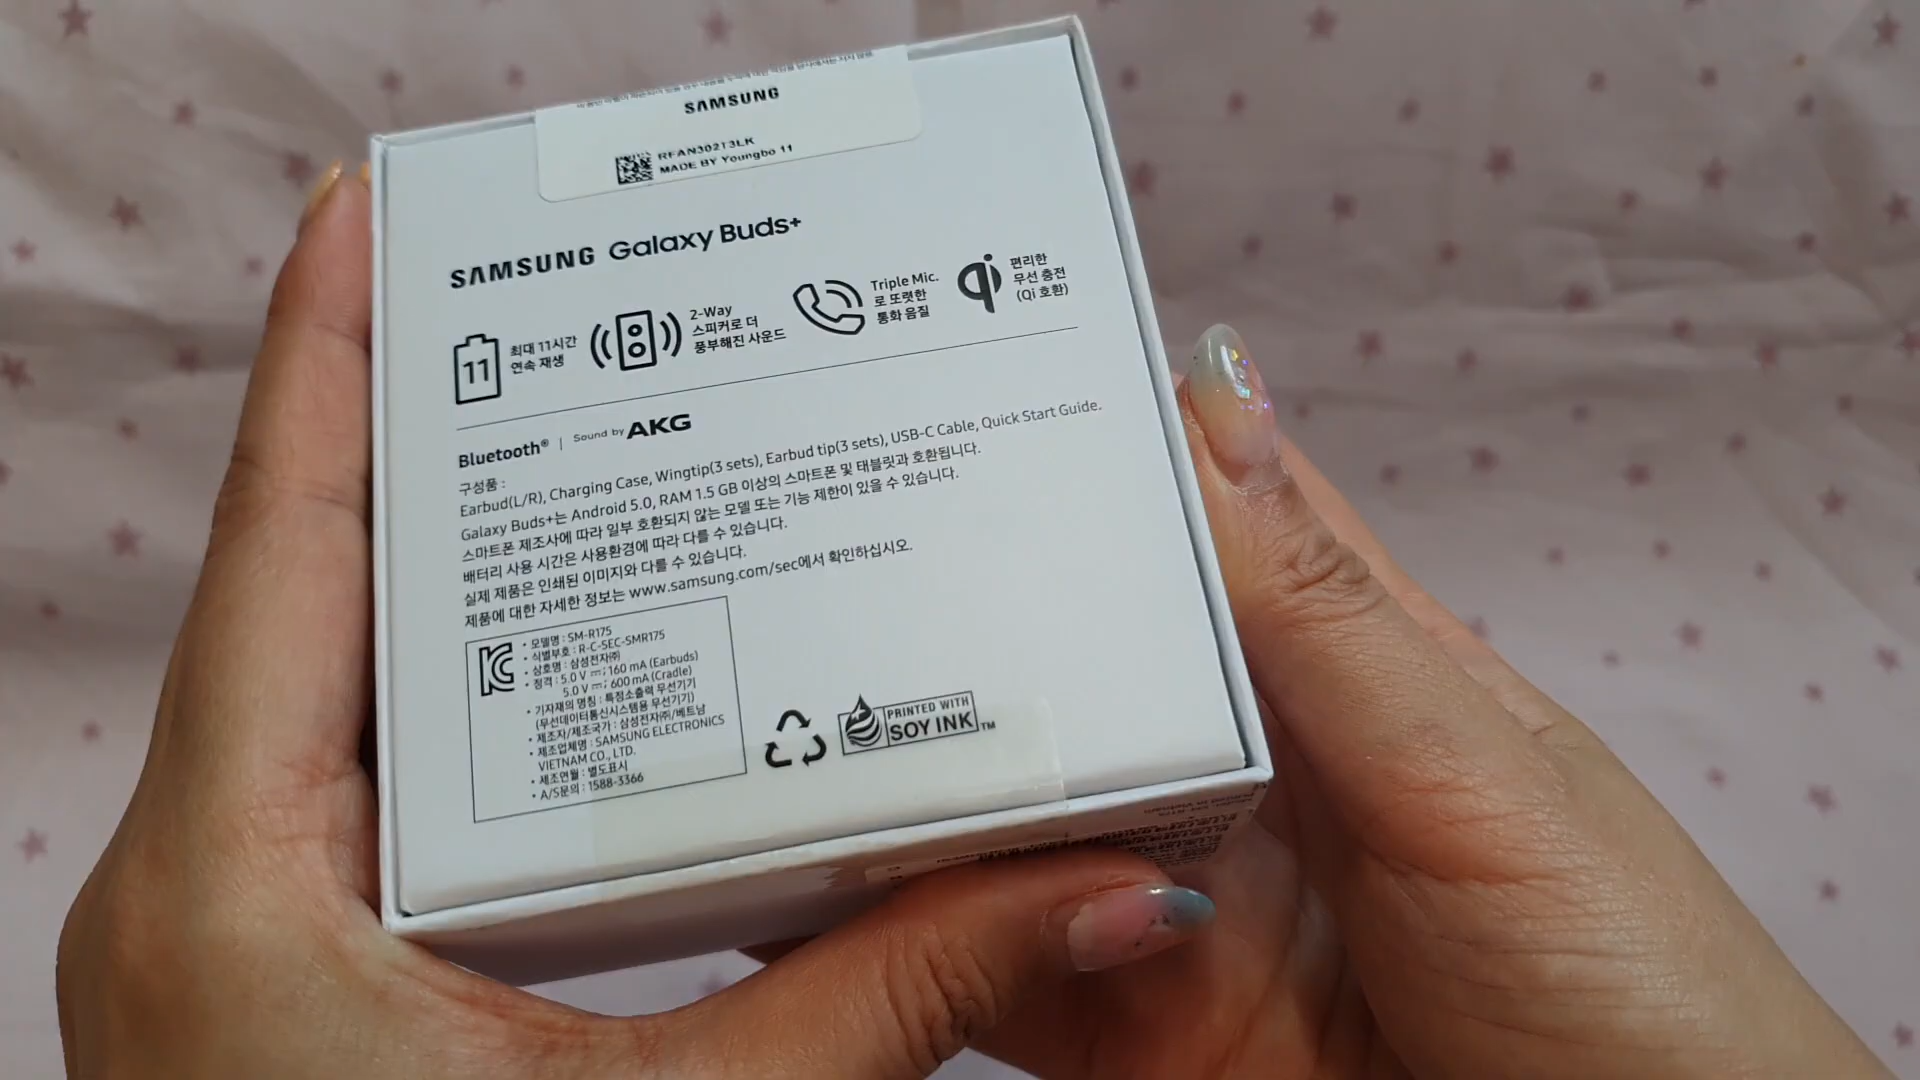 SAMSUNG
RFAN302T3LK
MADE BY Youngbo 11
SAMSUNG Galaxy Buds+
11
최대 11시간
연속 재생
2-Way
스피커로 더
풍부해진 사운드
Triple Mic.
로 또렷한
통화 음질
qi
편리한
무선 충전
(Qi 호환)
Bluetooth® | Sound by AKG
구성품 :
Earbud(L/R), Charging Case, Wingtip(3 sets), Earbud tip(3 sets), USB-C Cable, Quick Start Guide.
Galaxy Buds+는 Android 5.0, RAM 1.5 GB 이상의 스마트폰 및 태블릿과 호환됩니다.
스마트폰 제조사에 따라 일부 호환되지 않는 모델 또는 기능 제한이 있을 수 있습니다.
배터리 사용 시간은 사용환경에 따라 다를 수 있습니다.
실제 제품은 인쇄된 이미지와 다를 수 있습니다.
제품에 대한 자세한 정보는 www.samsung.com/sec에서 확인하십시오.
• 모델명 : SM-R175
• 식별부호 : R-C-SEC-SMR175
• 상호명 : 삼성전자㈜
• 정격 : 5.0 V ⎓; 160 mA (Earbuds)
5.0 V ⎓; 600 mA (Cradle)
• 기자재의 명칭 : 특정소출력 무선기기
(무선데이터통신시스템용 무선기기)
• 제조자/제조국가 : 삼성전자㈜/베트남
• 제조업체명 : SAMSUNG ELECTRONICS
VIETNAM CO., LTD.
• 제조연월 : 별도표시
• A/S문의 : 1588-3366
PRINTED WITH
SOY INK™